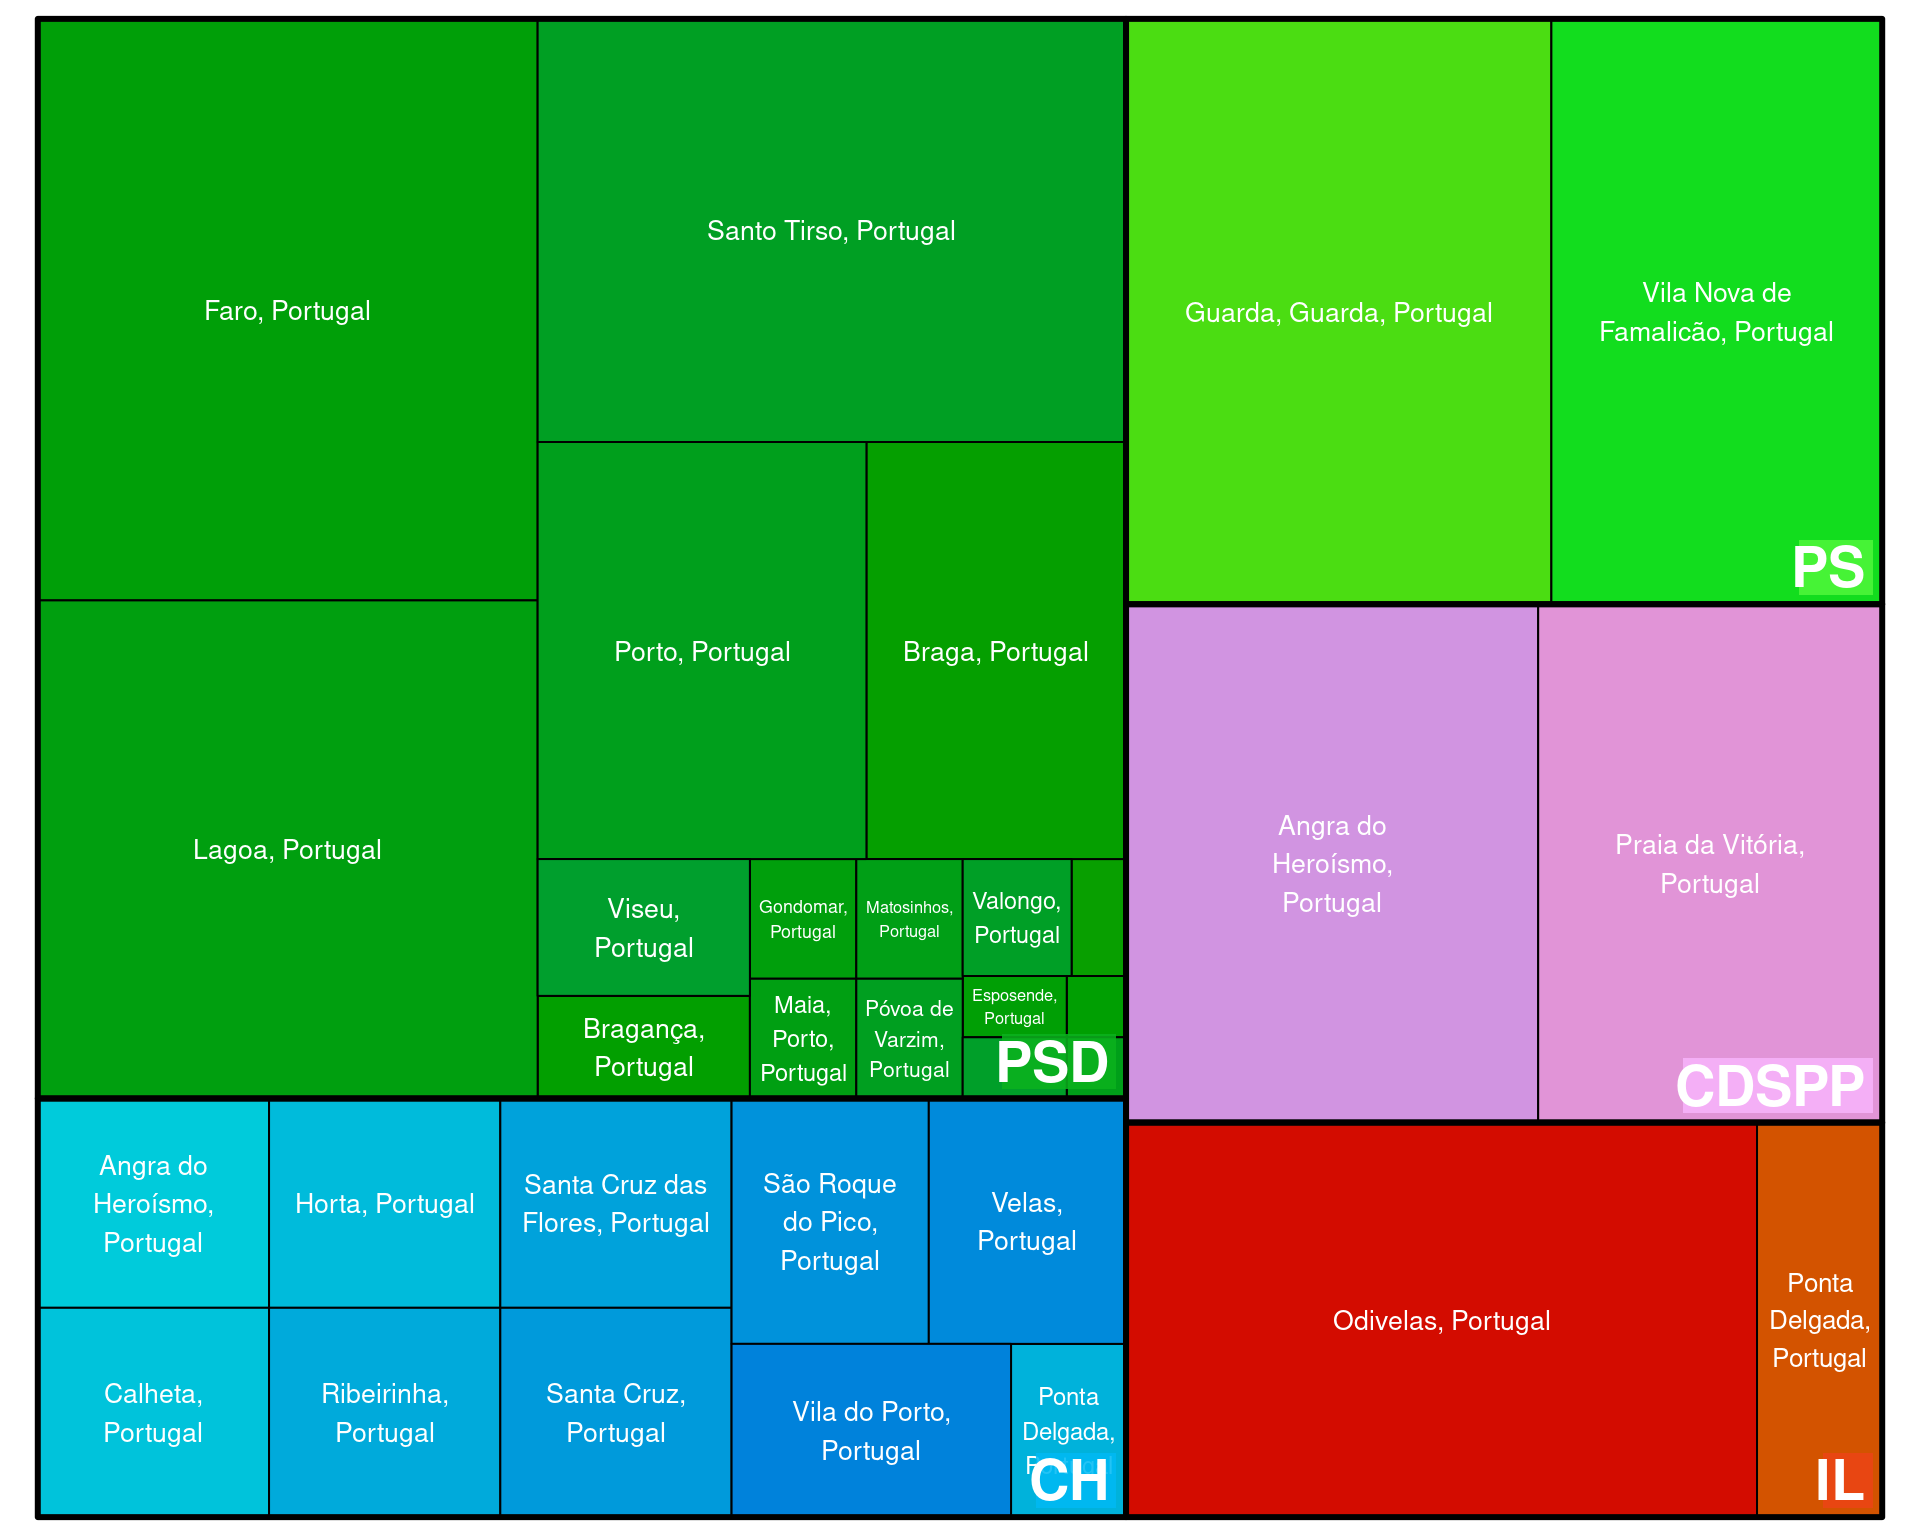 Faro, Portugal
Santo Tirso, Portugal
Guarda, Guarda, Portugal
Vila Nova de
Famalicão, Portugal
PS
Lagoa, Portugal
Porto, Portugal
Braga, Portugal
Viseu,
Portugal
Gondomar,
Portugal
Matosinhos,
Portugal
Valongo,
Portugal
Bragança,
Portugal
Maia,
Porto,
Portugal
Póvoa de
Varzim,
Portugal
Esposende,
Portugal
PSD
Angra do
Heroísmo,
Portugal
Praia da Vitória,
Portugal
CDSPP
Angra do
Heroísmo,
Portugal
Horta, Portugal
Santa Cruz das
Flores, Portugal
São Roque
do Pico,
Portugal
Velas,
Portugal
Calheta,
Portugal
Ribeirinha,
Portugal
Santa Cruz,
Portugal
Vila do Porto,
Portugal
Ponta
Delgada,
Portugal
CH
Odivelas, Portugal
Ponta
Delgada,
Portugal
IL